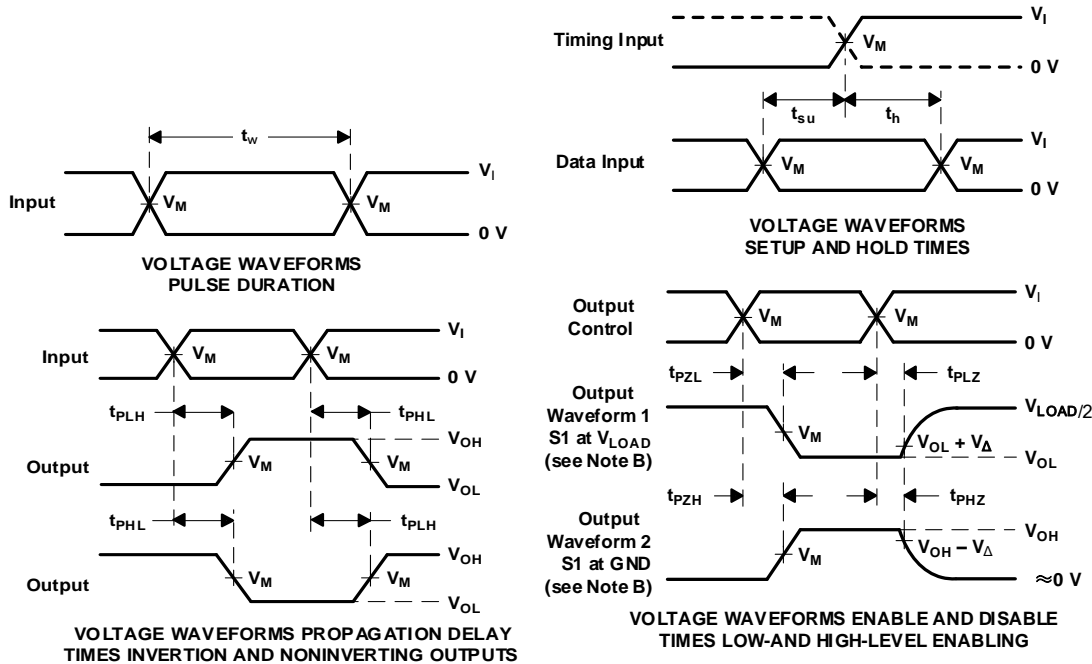 t_w
Input
V_M
V_M
V_I
0 V
VOLTAGE WAVEFORMS
PULSE DURATION
Timing Input
V_M
V_I
0 V
t_su
t_h
Data Input
V_M
V_M
V_I
0 V
VOLTAGE WAVEFORMS
SETUP AND HOLD TIMES
Input
V_M
V_M
V_I
0 V
t_PLH
t_PHL
Output
V_M
V_M
V_OH
V_OL
t_PHL
t_PLH
Output
V_M
V_M
V_OH
V_OL
VOLTAGE WAVEFORMS PROPAGATION DELAY
TIMES INVERTION AND NONINVERTING OUTPUTS
Output
Control
V_M
V_M
V_I
0 V
t_PZL
t_PLZ
Output
Waveform 1
S1 at V_LOAD
(see Note B)
V_M
V_LOAD/2
V_OL + V_Δ
V_OL
t_PZH
t_PHZ
Output
Waveform 2
S1 at GND
(see Note B)
V_M
V_OH
V_OH – V_Δ
≈0 V
VOLTAGE WAVEFORMS ENABLE AND DISABLE
TIMES LOW-AND HIGH-LEVEL ENABLING